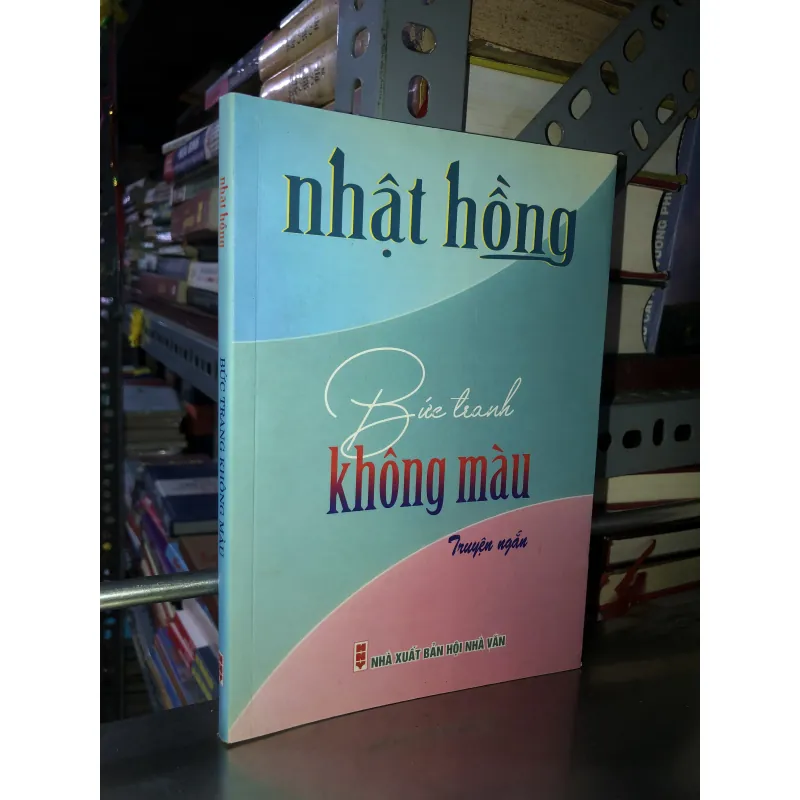 nhật hồng
Bức tranh
không màu
Truyện ngắn
NHÀ XUẤT BẢN HỘI NHÀ VĂN
nhật hồng
BỨC TRANG KHÔNG MÀU